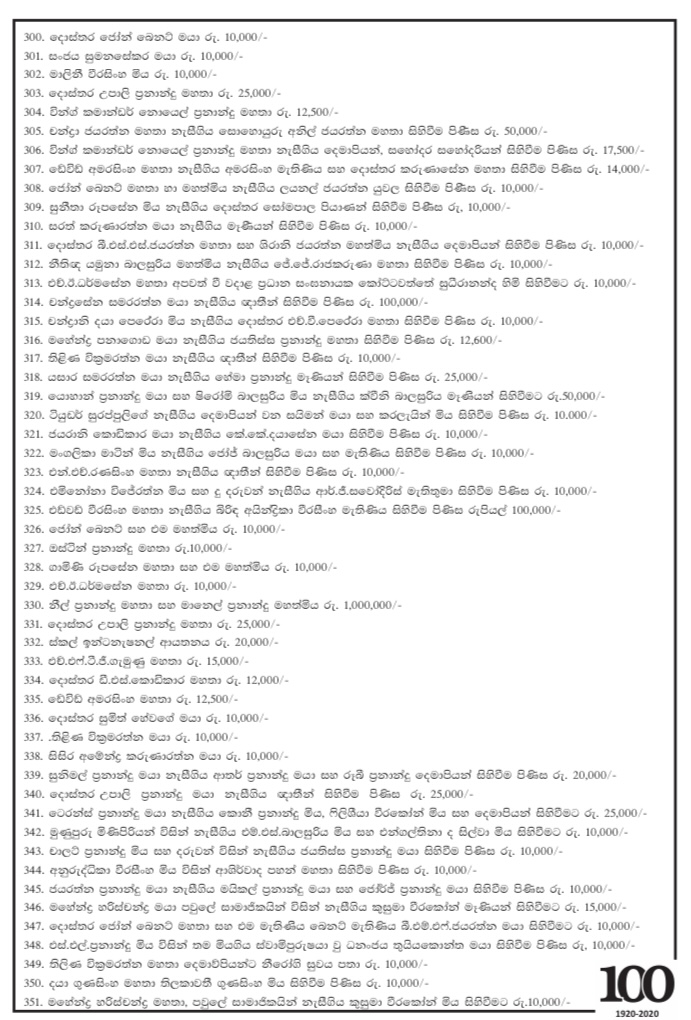 300. දොස්තර ජෝන් බෙනට් මයා රු. 10,000/-
301. සංජය සුමනසේකර මයා රු. 10,000/-
302. මාලිනී වීරසිංහ මිය රු. 10,000/-
303. දොස්තර උපාලි ප්‍රනාන්දු මහතා රු. 25,000/-
304. වින්ග් කමාන්ඩර් නොයෙල් ප්‍රනාන්දු මහතා රු. 12,500/-
305. චන්ද්‍රා ජයරත්න මහතා නැසීගිය සොහොයුරු අනිල් ජයරත්න මහතා සිහිවීම පිණිස රු. 50,000/-
306. වින්ග් කමාන්ඩර් නොයෙල් ප්‍රනාන්දු මහතා නැසීගිය දෙමාපියන්, සහෝදර සහෝදරියන් සිහිවීම පිණිස රු. 17,500/-
307. ඩේවිඩ් අමරසිංහ මහතා නැසීගිය අමරසිංහ මැතිණිය සහ දොස්තර කරුණාසේන මහතා සිහිවීම පිණිස රු. 14,000/-
308. ජෝන් බෙනට් මහතා හා මහත්මිය නැසීගිය ලයනල් ජයරත්න යුවල සිහිවීම පිණිස රු. 10,000/-
309. සුනීතා රූපසේන මිය නැසීගිය දොස්තර සෝමපාල පියාණන් සිහිවීම පිණිස රු, 10,000/-
310. සරත් කරුණාරත්න මයා නැසීගිය මෑණියන් සිහිවීම පිණිස රු. 10,000/-
311. දොස්තර බී.එස්.එස්.ජයරත්න මහතා සහ ශිරානි ජයරත්න මහත්මිය නැසීගිය දෙමාපියන් සිහිවීම පිණිස රු. 10,000/-
312. නීතිඥ යමුනා බාලසූරිය මහත්මිය නැසීගිය ජේ.ජේ.රාජකරුණා මහතා සිහිවීම පිණිස රු. 10,000/-
313. එච්.ඊ.ධර්මසේන මහතා අපවත් වී වදාළ ප්‍රධාන සංඝනායක කෝට්ටවත්තේ සුධීරානන්ද හිමි සිහිවීමට රු. 10,000/-
314. චන්ද්‍රසේන සමරරත්න මයා නැසීගිය ඥාතීන් සිහිවීම පිණිස රු. 100,000/-
315. චන්ද්‍රානි දයා පෙරේරා මිය නැසීගිය දොස්තර එච්.වී.පෙරේරා මහතා සිහිවීම පිණිස රු. 10,000/-
316. මහේන්ද්‍ර පනාගොඩ මයා නැසීගිය ජයතිස්ස ප්‍රනාන්දු මහතා සිහිවීම පිණිස රු. 12,600/-
317. තිළිණ වික්‍රමරත්න මයා නැසීගිය ඥාතීන් සිහිවීම පිණිස රු. 10,000/-
318. යසාර සමරරත්න මයා නැසීගිය හේමා ප්‍රනාන්දු මෑණියන් සිහිවීම පිණිස රු. 25,000/-
319. යොහාන් ප්‍රනාන්දු මයා සහ ෂිරෝමි බාලසූරිය මිය නැසීගිය ක්වීනි බාලසූරිය මෑණියන් සිහිවීමට රු.50,000/-
320. ටියුඩර් සුරප්පුලිගේ නැසීගිය දෙමාපියන් වන සයිමන් මයා සහ කරලැයින් මිය සිහිවීම පිණිස රු. 10.000/-
321. ජයරානි කොඩිකාර මයා නැසීගිය කේ.කේ.දයාසේන මයා සිහිවීම පිණිස රු. 10,000/-
322. මංගලිකා මාටින් මිය නැසීගිය ජෝජ් බාලසූරිය මයා සහ මැතිණිය සිහිවීම පිණිස රු. 10,000/-
323. එන්.එච්.රණසිංහ මහතා නැසීගිය ඥාතීන් සිහිවීම පිණිස රු. 10,000/-
324. එමිනෝනා විජේරත්න මිය සහ දූ දරුවන් නැසීගිය ආර්.ජී.සවෝදිරිස් මැතිතුමා සිහිවීම පිණිස රු. 10,000/-
325. එඩ්වඩ් වීරසිංහ මහතා නැසීගිය බිරිඳ අයින්ද්‍රිකා වීරසිංහ මැතිණිය සිහිවීම පිණිස රුපියල් 100,000/-
326. ජෝන් බෙනට් සහ එම මහත්මිය රු. 10,000/-
327. ඔස්ටින් ප්‍රනාන්දු මහතා රු.10,000/-
328. ගාමිණී රූපසේන මහතා සහ එම මහත්මිය රු. 10,000/-
329. එච්.ඊ.ධර්මසේන මහතා රු. 10,000/-
330. නීල් ප්‍රනාන්දු මහතා සහ මානෙල් ප්‍රනාන්දු මහත්මිය රු. 1,000,000/-
331. දොස්තර උපාලි ප්‍රනාන්දු මහතා රු. 25,000/-
332. ස්කල් ඉන්ටනැෂනල් ආයතනය රු. 20,000/-
333. එච්.එෆ්.ටී.ජී.ගැමුණු මහතා රු. 15,000/-
334. දොස්තර ඩී.එස්.කොඩිකාර මහතා රු. 12,000/-
335. ඩේවිඩ් අමරසිංහ මහතා රු. 12,500/-
336. දොස්තර සුමිත් හේවගේ මයා රු. 10,000/-
337. .තිළිණ වික්‍රමරත්න මයා රු. 10,000/-
338. සිසිර අමේන්ද්‍ර කරුණාරත්න මයා රු. 10,000/-
339. සුනිමල් ප්‍රනාන්දු මයා නැසීගිය ආතර් ප්‍රනාන්දු මයා සහ රූබී ප්‍රනාන්දු දෙමාපියන් සිහිවීම පිණිස රු. 20,000/-
340. දොස්තර උපාලි ප්‍රනාන්දු මයා නැසීගිය ඥාතීන් සිහිවීම පිණිස රු. 25,000/-
341. ටෙරන්ස් ප්‍රනාන්දු මයා නැසීගිය කොනී ප්‍රනාන්දු මිය, ෆිලිශීයා වීරකෝන් මිය සහ දෙමාපියන් සිහිවීමට රු. 25,000/-
342. මුණුපුරු මිණිපිරියන් විසින් නැසීගිය එම්.එස්.බාලසූරිය මිය සහ එන්ගල්තිනා ද සිල්වා මිය සිහිවීමට රු. 10,000/-
343. චාලට් ප්‍රනාන්දු මිය සහ දරුවන් විසින් නැසීගිය ජයතිස්ස ප්‍රනාන්දු මයා සිහිවීම පිණිස රු. 10,000/-
344. අනුරුද්ධිකා වීරසිංහ මිය විසින් ආශිර්වාද පහන් මහතා සිහිවීම පිණිස රු. 10,000/-
345. ජයරත්න ප්‍රනාන්දු මයා නැසීගිය මයිකල් ප්‍රනාන්දු මයා සහ ජෝර්ජ් ප්‍රනාන්දු මයා සිහිවීම පිණිස රු. 10,000/-
346. මහේන්ද්‍ර හරිස්චන්ද්‍ර මයා පවුලේ සාමාජිකයින් විසින් නැසීගිය කුසුමා වීරකෝන් මෑණියන් සිහිවීමට රු. 15,000/-
347. දොස්තර ජෝන් බෙනට් මහතා සහ එම මැතිණිය බෙනට් මැතිණිය බී.එම්.එෆ්.ජයරත්න මයා සිහිවීමට රු. 10,000/-
348. එස්.එල්.ප්‍රනාන්දු මිය විසින් තම මියගිය ස්වාමිපුරුෂයා වූ ධනංජය තුයියකොන්ත මයා සිහිවීම පිණිස රු, 10,000/-
349. තිලිණ වික්‍රමරත්න මහතා දෙමාව්පියන්ට නීරෝගි සුවය පතා රු. 10,000/-
350. දයා ගුණසිංහ මහතා තිලකාවතී ගුණසිංහ මිය සිහිවීම පිණිස රු. 10,000/-
351. මහේන්ද්‍ර හරිස්චන්ද්‍ර මහතා, පවුලේ සාමාජිකයින් නැසීගිය කුසුමා වීරකෝන් මිය සිහිවීමට රු.10,000/-
100
1920-2020